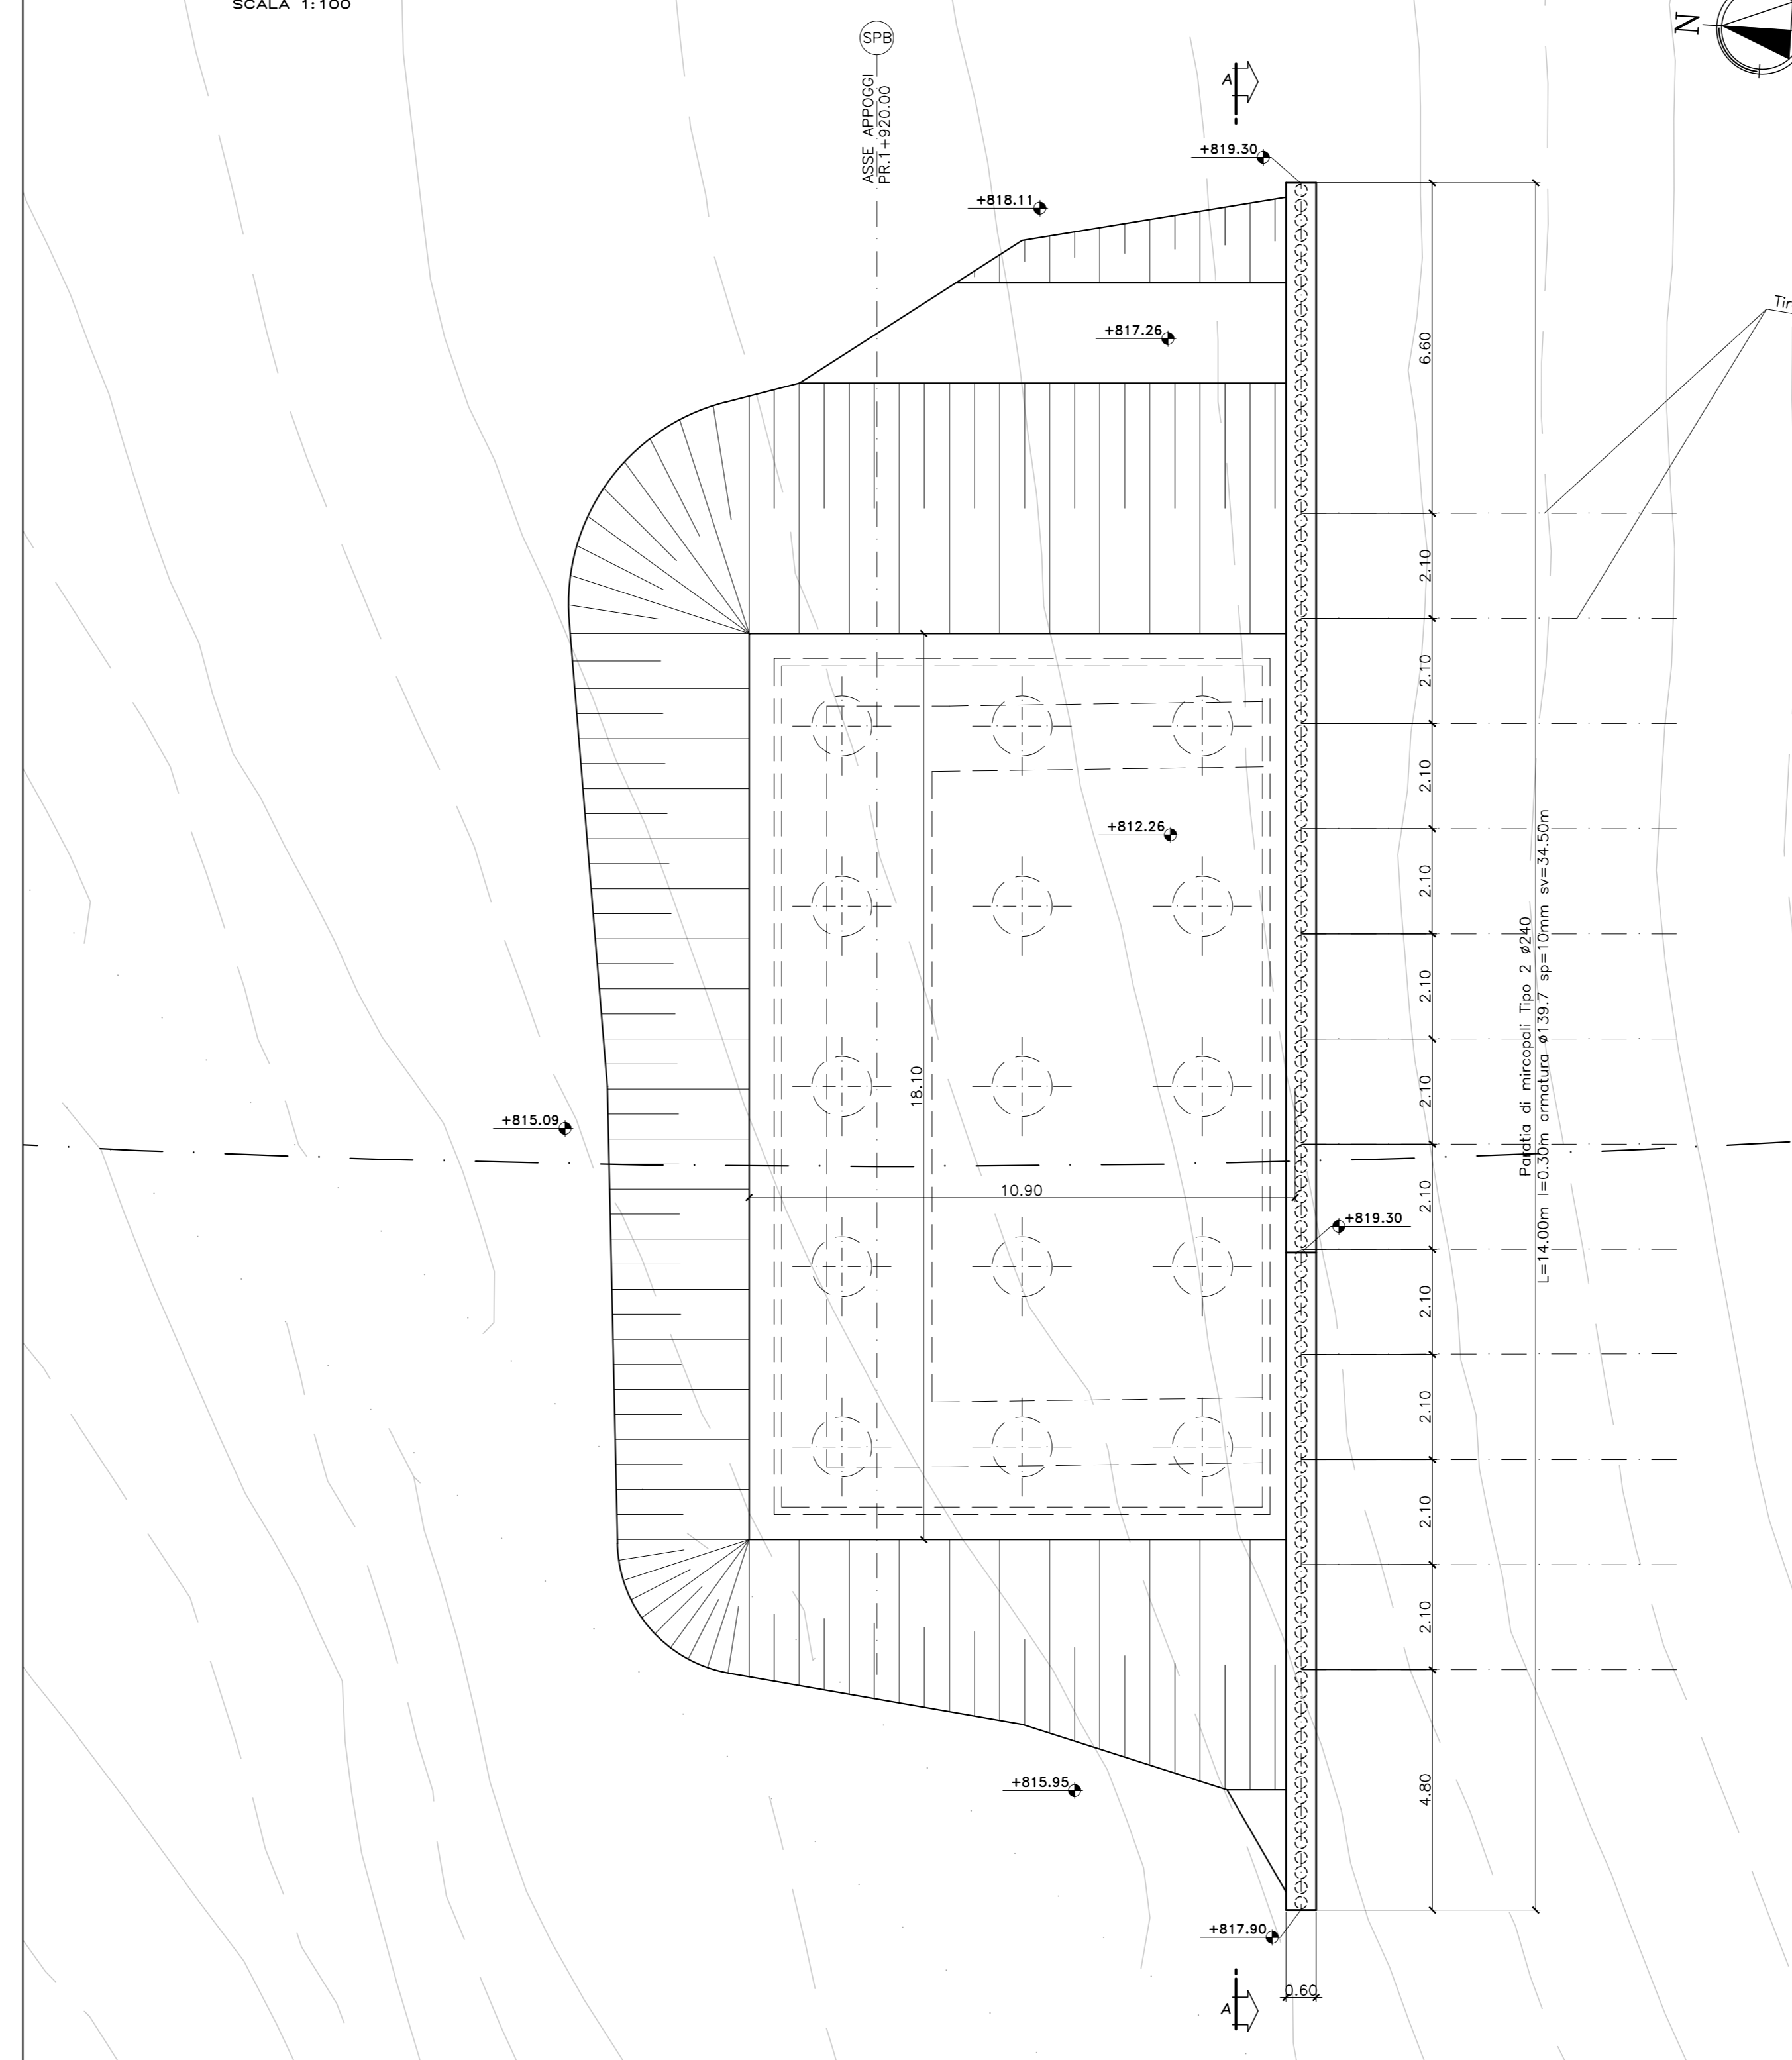 SCALA 1:100
N
SPB
ASSE APPOGGI
PR.1+920.00
A
+819.30
+818.11
+817.26
Tir
6.60
2.10
2.10
2.10
2.10
2.10
2.10
2.10
2.10
2.10
2.10
2.10
4.80
+812.26
Paratia di mircopali Tipo 2 ø240
L=14.00m I=0.30m armatura ø139.7 sp=10mm sv=34.50m
18.10
+815.09
10.90
+819.30
+815.95
+817.90
0.60
A